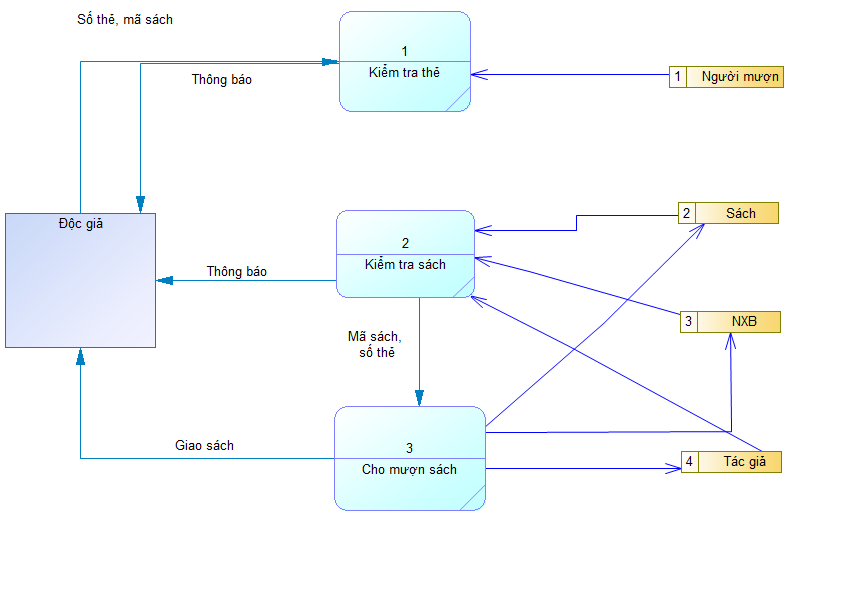 Số thẻ, mã sách
1
Kiểm tra thẻ
Thông báo
1 Người mượn
Độc giả
2
Kiểm tra sách
2 Sách
Thông báo
3 NXB
Mã sách,
số thẻ
3
Cho mượn sách
Giao sách
4 Tác giả